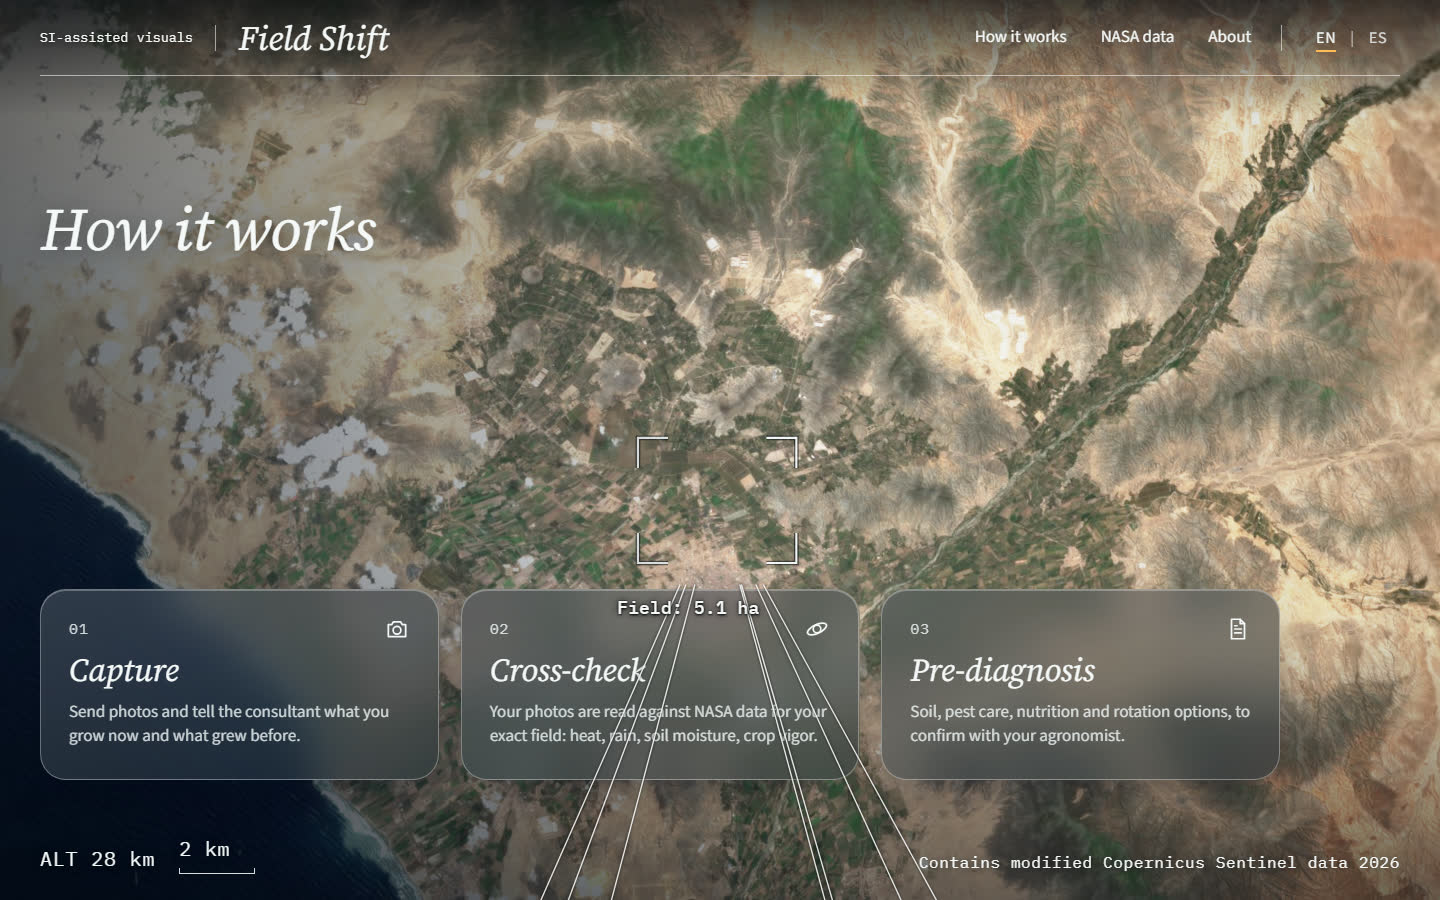 SI-assisted visuals
Field Shift
How it works
NASA data
About
EN | ES
How it works
Field: 5.1 ha
01
Capture
Send photos and tell the consultant what you
grow now and what grew before.
02
Cross-check
Your photos are read against NASA data for your
exact field: heat, rain, soil moisture, crop vigor.
03
Pre-diagnosis
Soil, pest care, nutrition and rotation options, to
confirm with your agronomist.
ALT 28 km
2 km
Contains modified Copernicus Sentinel data 2026